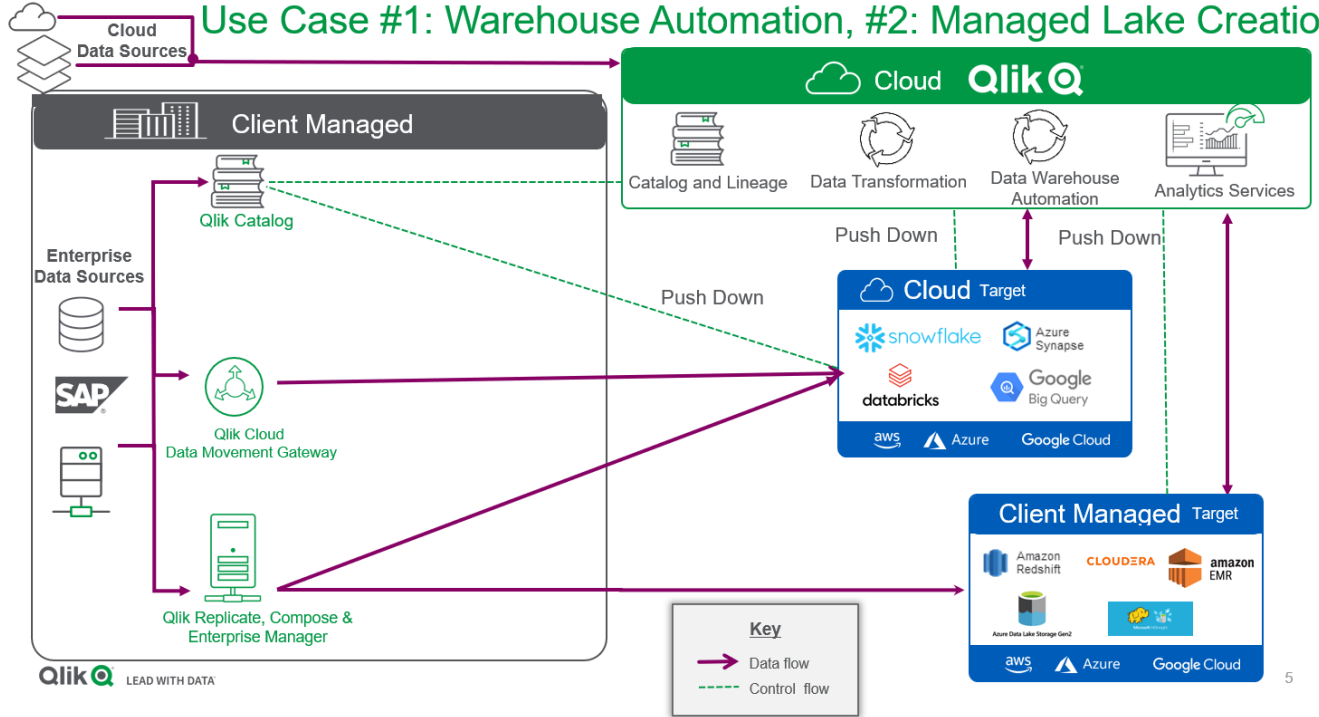 Use Case #1: Warehouse Automation, #2: Managed Lake Creatio
Cloud
Data Sources
Cloud Qlik
Client Managed
Catalog and Lineage
Data Transformation
Data Warehouse
Automation
Analytics Services
Qlik Catalog
Enterprise
Data Sources
SAP
Push Down
Push Down
Push Down
Cloud Target
snowflake
Azure
Synapse
databricks
Google
Big Query
aws
Azure
Google Cloud
Qlik Cloud
Data Movement Gateway
Client Managed Target
Amazon
Redshift
CLOUDERA
amazon
EMR
Azure Data Lake Storage Gen2
aws
Azure
Google Cloud
Qlik Replicate, Compose &
Enterprise Manager
Key
Data flow
Control flow
Qlik LEAD WITH DATA
5